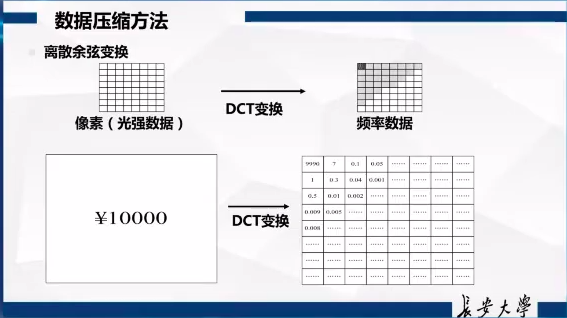 数据压缩方法
离散余弦变换
DCT变换
像素（光强数据）
频率数据
¥10000
DCT变换
9990 7 0.1 0.05 ······ ······ ······ ······
1 0.3 0.04 0.001 ······ ······ ······ ······
0.5 0.01 0.002 ······ ······ ······ ······ ······
0.009 0.005 ······ ······ ······ ······ ······ ······
0.008 ······ ······ ······ ······ ······ ······ ······
······ ······ ······ ······ ······ ······ ······ ······
······ ······ ······ ······ ······ ······ ······ ······
······ ······ ······ ······ ······ ······ ······ ······
长安大学